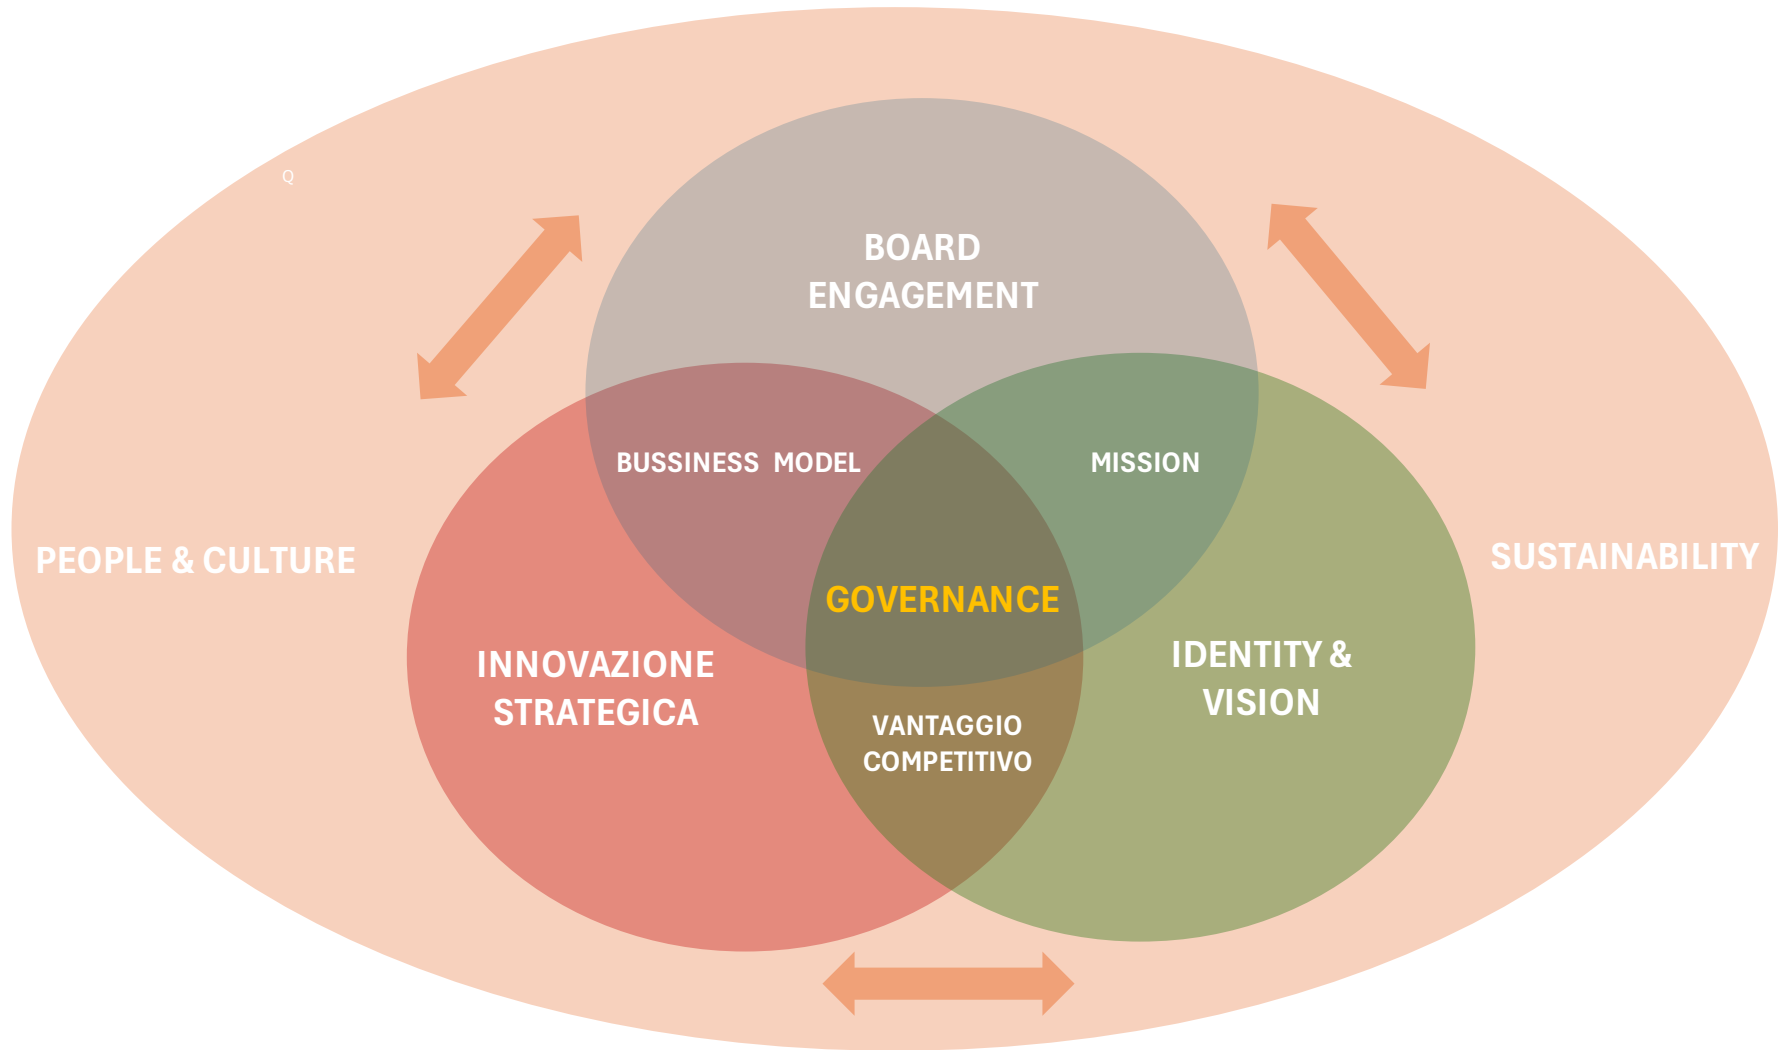 Q
BOARD
ENGAGEMENT
BUSSINESS MODEL
MISSION
PEOPLE & CULTURE
SUSTAINABILITY
GOVERNANCE
INNOVAZIONE
STRATEGICA
IDENTITY &
VISION
VANTAGGIO
COMPETITIVO